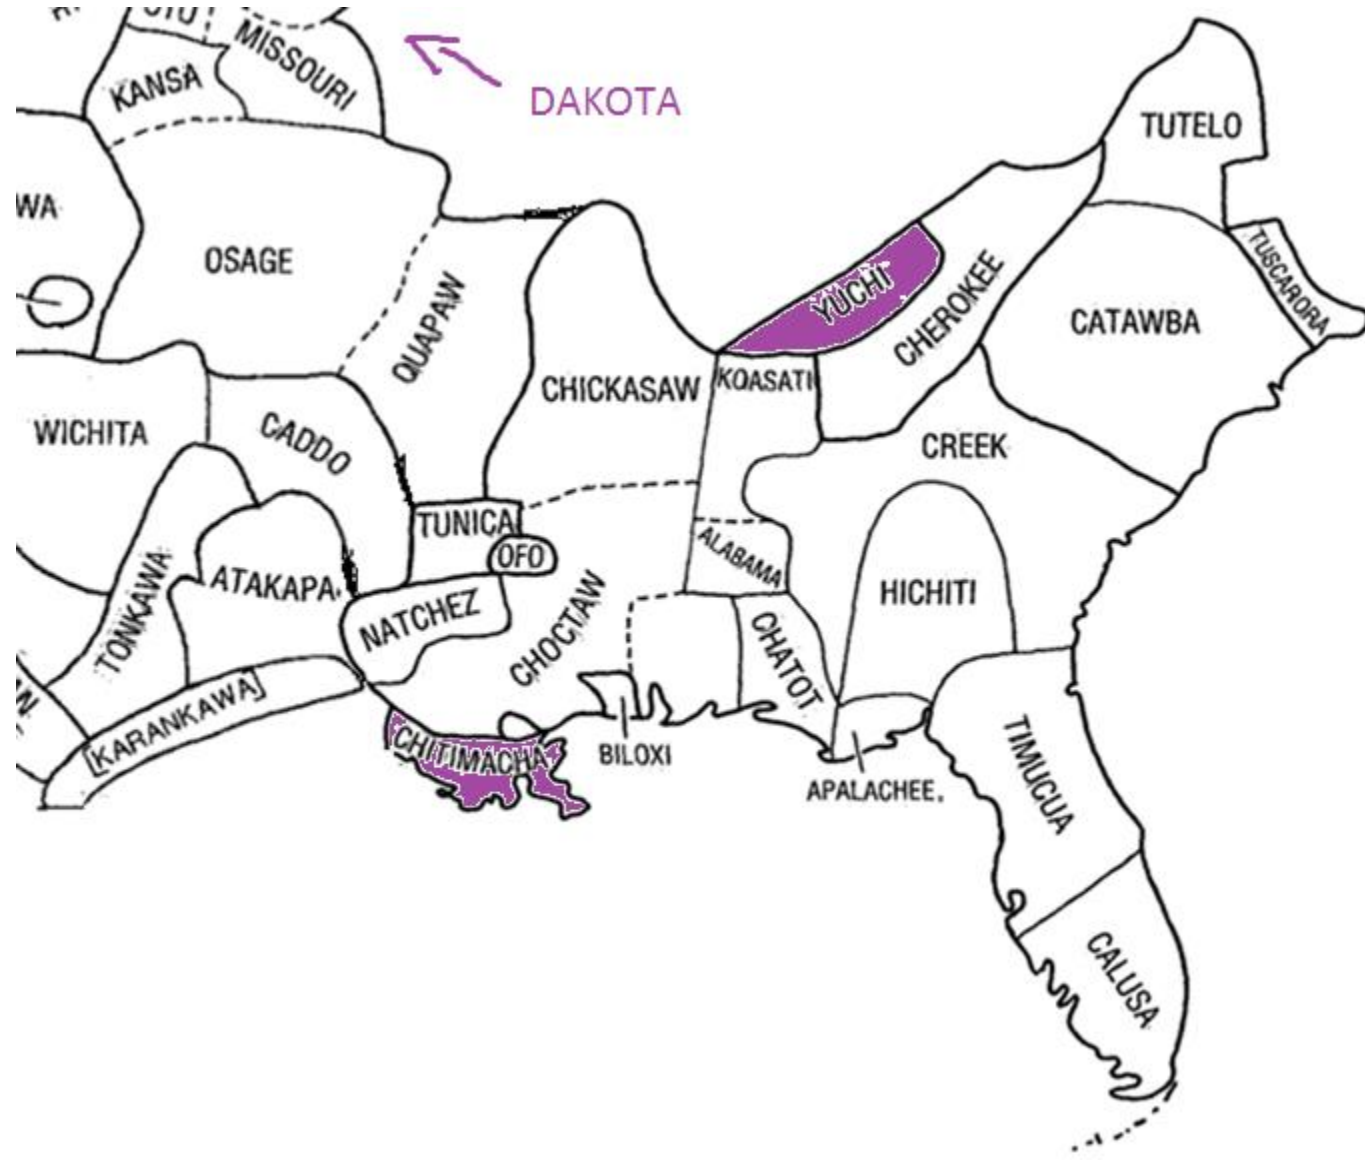 MISSOURI
DAKOTA
KANSA
TUTELO
WA
OSAGE
TUSCARORA
YUCHI
CHEROKEE
QUAPAW
CATAWBA
CHICKASAW
KOASATI
WICHITA
CADDO
CREEK
TUNICA
OFO
ALABAMA
TONKAWA
ATAKAPA.
HICHITI
NATCHEZ
CHOCTAW
CHATOT
KARANKAWA
N.
CHITIMACHA
BILOXI
TIMUCUA
APALACHEE.
CALUSA